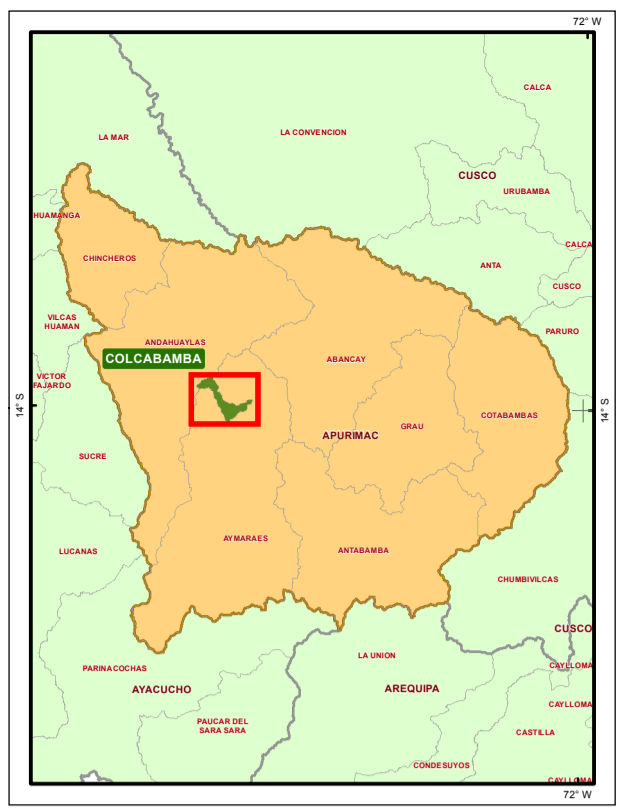 72° W
CALCA
LA CONVENCION
LA MAR
CUSCO
URUBAMBA
HUAMANGA
CALCA
CHINCHEROS
ANTA
CUSCO
VILCAS
HUAMAN
PARURO
ANDAHUAYLAS
COLCABAMBA
ABANCAY
VICTOR
FAJARDO
14° S
14° S
COTABAMBAS
GRAU
APURIMAC
SUCRE
AYMARAES
ANTABAMBA
LUCANAS
CHUMBIVILCAS
CUSCO
LA UNION
CAYLLOMA
PARINACOCHAS
AYACUCHO
AREQUIPA
CAYLLOMA
PAUCAR DEL
SARA SARA
CASTILLA
CONDESUYOS
CAYLLOMA
72° W